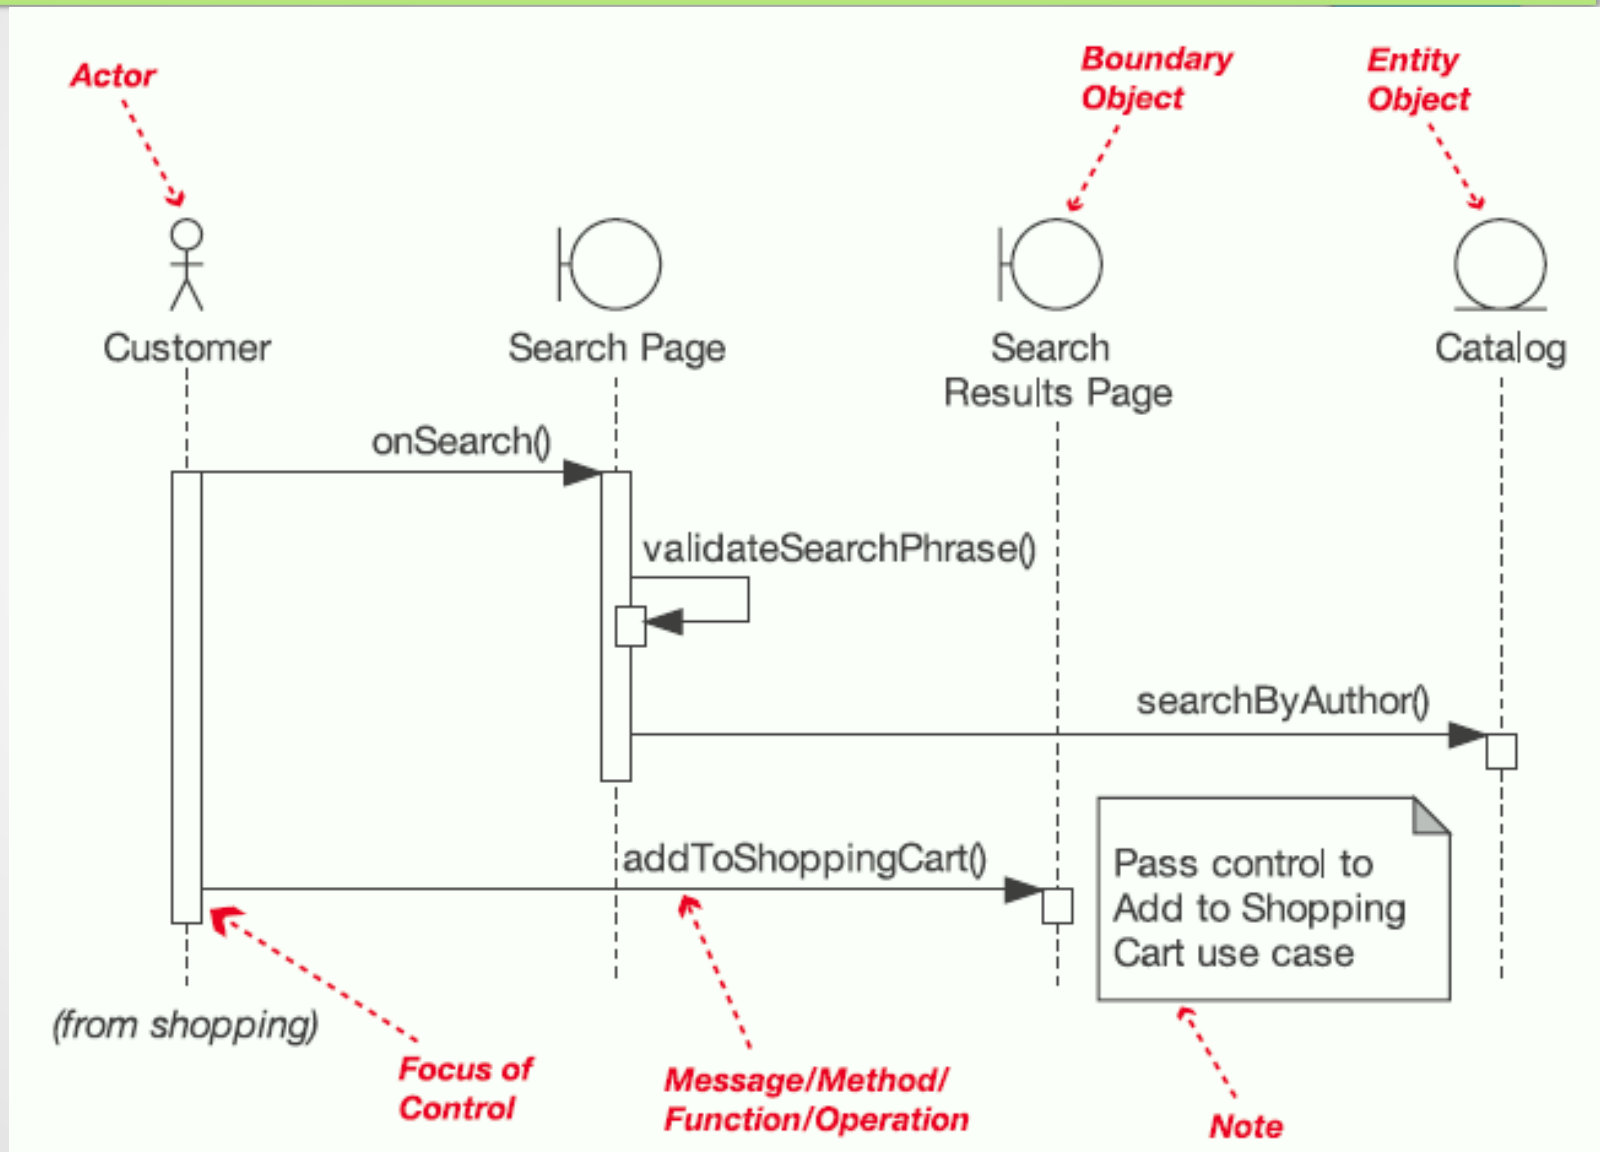 Actor
Boundary
Object
Entity
Object
Customer
Search Page
Search
Results Page
Catalog
onSearch()
validateSearchPhrase()
searchByAuthor()
addToShoppingCart()
Pass control to
Add to Shopping
Cart use case
(from shopping)
Focus of
Control
Message/Method/
Function/Operation
Note